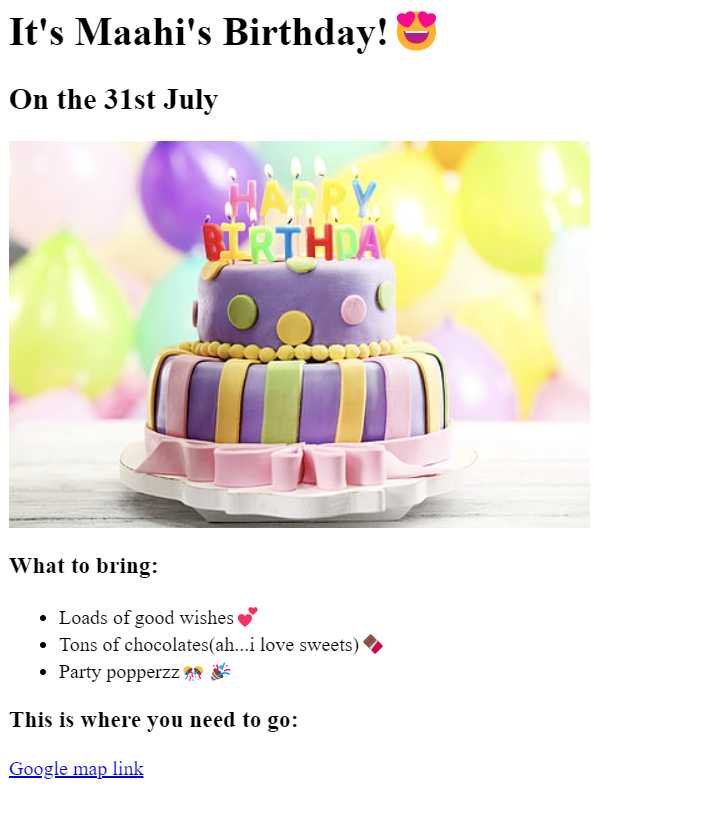 It's Maahi's Birthday!😍
On the 31st July
HAPPY
BIRTHDAY
What to bring:
Loads of good wishes💕
Tons of chocolates(ah...i love sweets)🍫
Party popperzz🎊 🎉
This is where you need to go:
Google map link